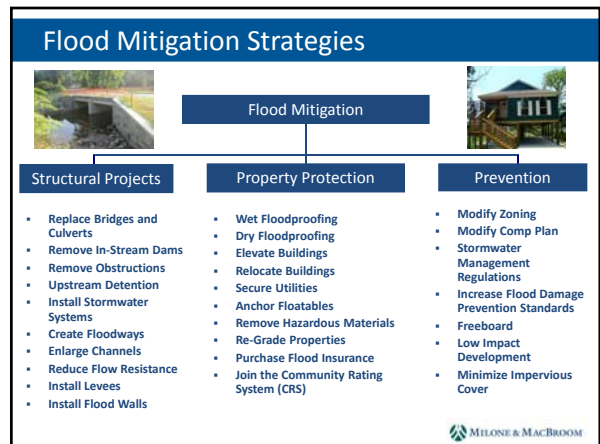 Flood Mitigation Strategies
Flood Mitigation
Structural Projects
▪ Replace Bridges and
Culverts
▪ Remove In-Stream Dams
▪ Remove Obstructions
▪ Upstream Detention
▪ Install Stormwater
Systems
▪ Create Floodways
▪ Enlarge Channels
▪ Reduce Flow Resistance
▪ Install Levees
▪ Install Flood Walls
Property Protection
▪ Wet Floodproofing
▪ Dry Floodproofing
▪ Elevate Buildings
▪ Relocate Buildings
▪ Secure Utilities
▪ Anchor Floatables
▪ Remove Hazardous Materials
▪ Re-Grade Properties
▪ Purchase Flood Insurance
▪ Join the Community Rating
System (CRS)
Prevention
▪ Modify Zoning
▪ Modify Comp Plan
▪ Stormwater
Management
Regulations
▪ Increase Flood Damage
Prevention Standards
▪ Freeboard
▪ Low Impact
Development
▪ Minimize Impervious
Cover
MILONE & MACBROOM